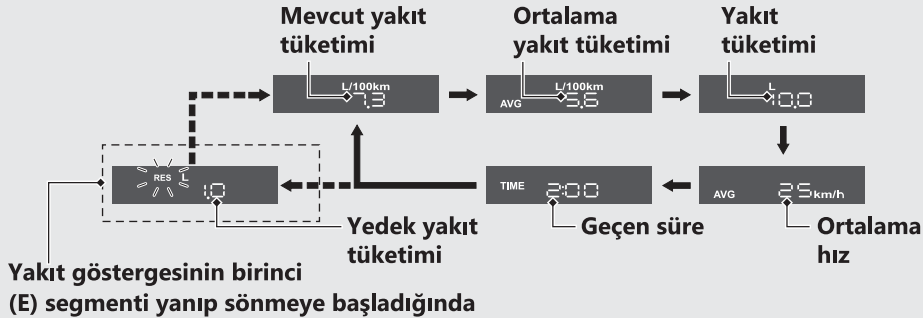 Mevcut yakıt
tüketimi
Ortalama
yakıt tüketimi
Yakıt
tüketimi
L/100km
7.3
AVG
L/100km
5.6
L
10.0
RES L
1.0
TIME 2:00
AVG 25 km/h
Yedek yakıt
tüketimi
Geçen süre
Ortalama
hız
Yakıt göstergesinin birinci
(E) segmenti yanıp sönmeye başladığında